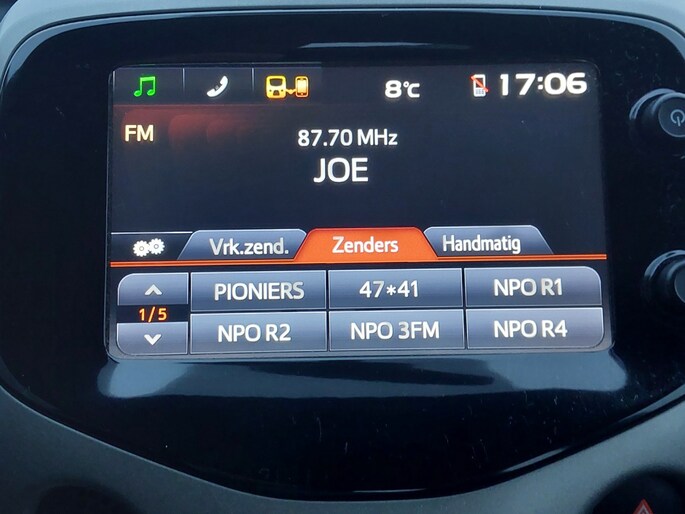 8°C 17:06
FM
87.70 MHz
JOE
Vrk.zend. Zenders Handmatig
PIONIERS 47*41 NPO R1
1/5
NPO R2 NPO 3FM NPO R4